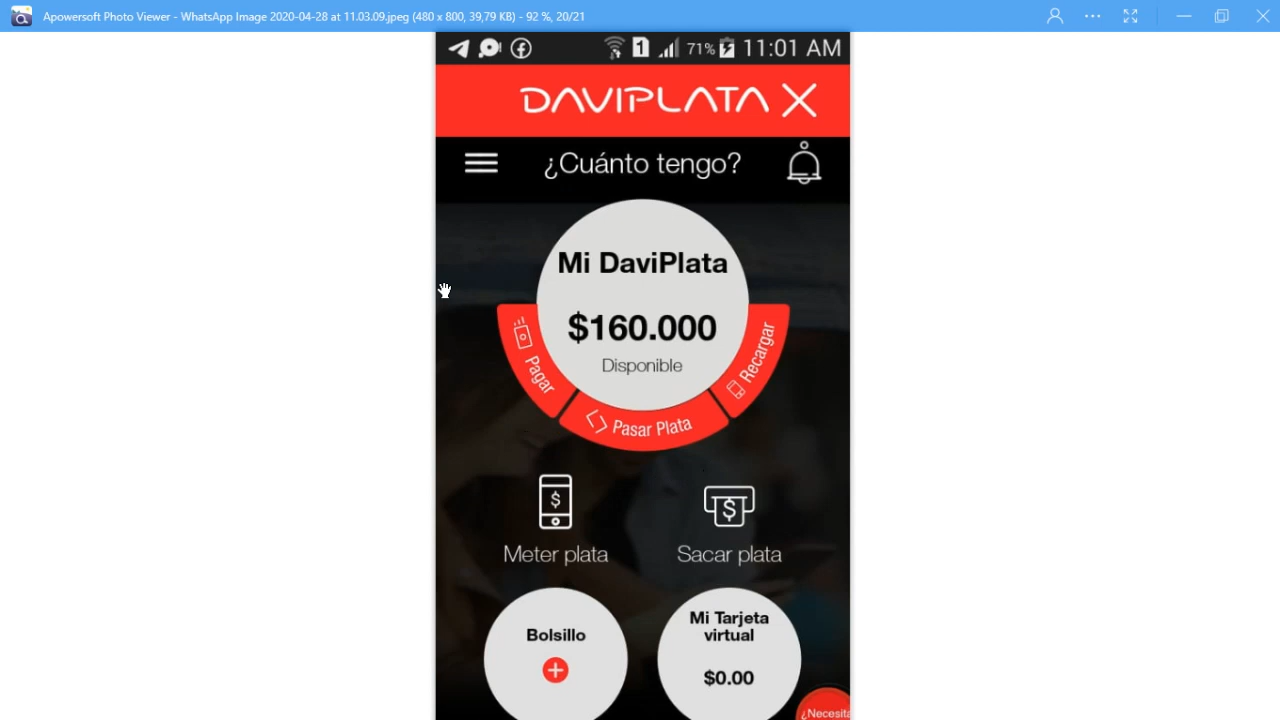 Apowersoft Photo Viewer - WhatsApp Image 2020-04-28 at 11.03.09.jpeg (480 x 800, 39,79 KB) - 92 %, 20/21
1 71% 11:01 AM
DAVIPLATA X
¿Cuánto tengo?
Mi DaviPlata
$160.000
Disponible
Pagar
Pasar Plata
Recargar
Meter plata
Sacar plata
Bolsillo
Mi Tarjeta
virtual
$0.00
¿Necesita